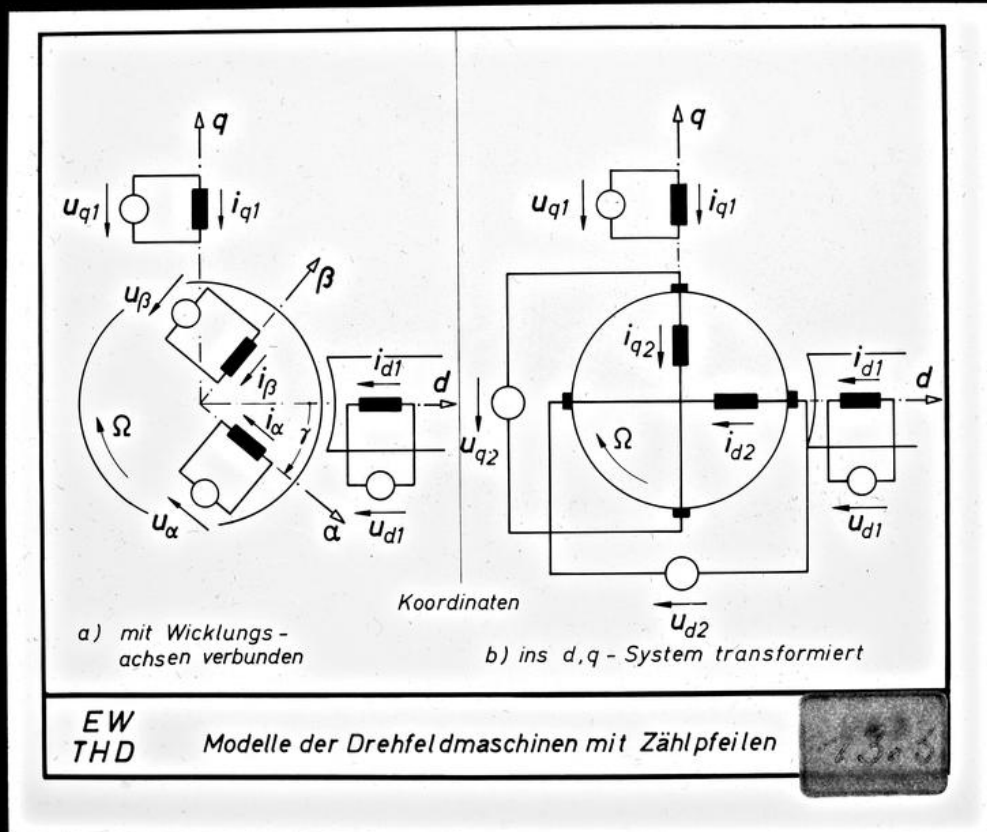 q
u_q1
i_q1
u_β
β
i_β
i_d1
d
Ω
i_α
γ
u_α
α
u_d1
a) mit Wicklungs-
achsen verbunden
Koordinaten
q
u_q1
i_q1
i_q2
i_d1
d
u_q2
Ω
i_d2
u_d1
u_d2
b) ins d,q - System transformiert
EW
THD
Modelle der Drehfeldmaschinen mit Zählpfeilen